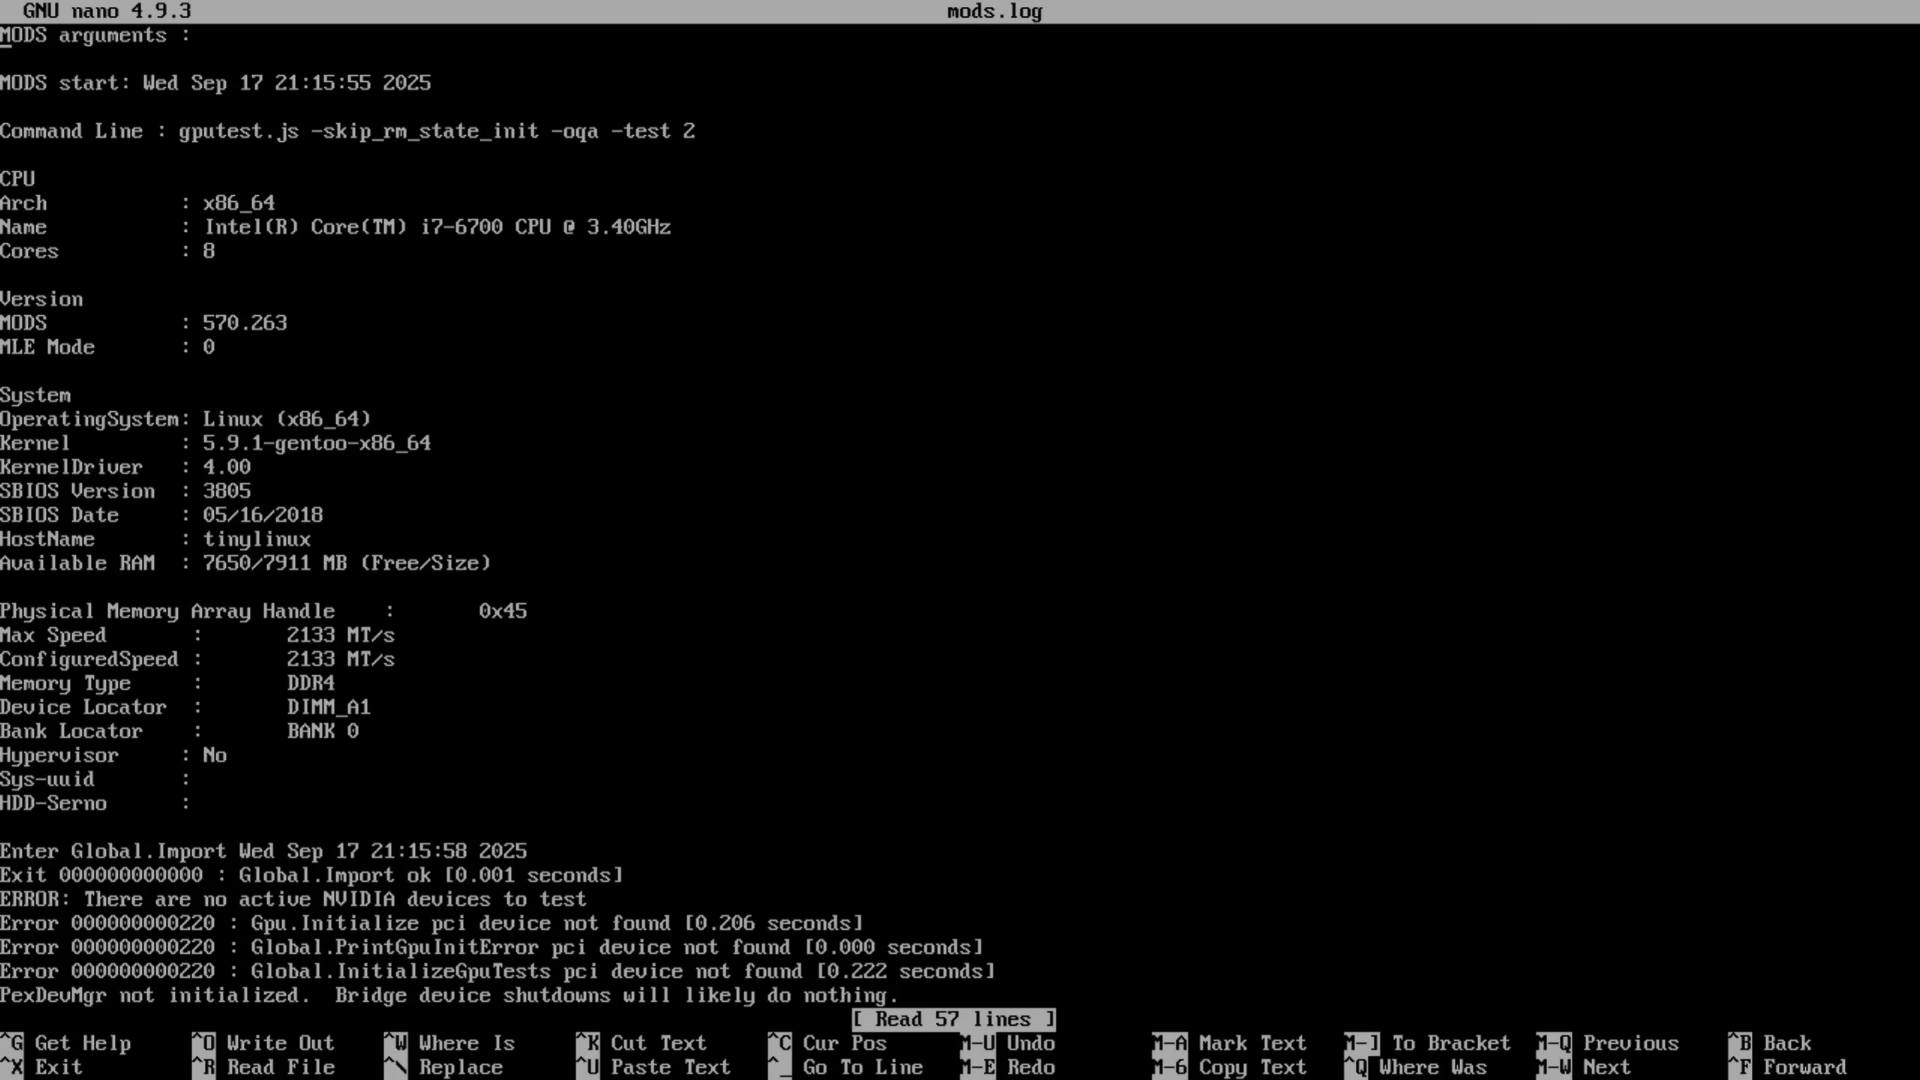 GNU nano 4.9.3 mods.log
MODS arguments :
MODS start: Wed Sep 17 21:15:55 2025
Command Line : gputest.js -skip_rm_state_init -oqa -test 2
CPU
Arch : x86_64
Name : Intel(R) Core(TM) i7-6700 CPU @ 3.40GHz
Cores : 8
Version
MODS : 570.263
MLE Mode : 0
System
OperatingSystem: Linux (x86_64)
Kernel : 5.9.1-gentoo-x86_64
KernelDriver : 4.00
SBIOS Version : 3805
SBIOS Date : 05/16/2018
HostName : tinylinux
Available RAM : 7650/7911 MB (Free/Size)
Physical Memory Array Handle : 0x45
Max Speed : 2133 MT/s
ConfiguredSpeed : 2133 MT/s
Memory Type : DDR4
Device Locator : DIMM_A1
Bank Locator : BANK 0
Hypervisor : No
Sys-uuid :
HDD-Serno :
Enter Global.Import Wed Sep 17 21:15:58 2025
Exit 000000000000 : Global.Import ok [0.001 seconds]
ERROR: There are no active NVIDIA devices to test
Error 000000000220 : Gpu.Initialize pci device not found [0.206 seconds]
Error 000000000220 : Global.PrintGpuInitError pci device not found [0.000 seconds]
Error 000000000220 : Global.InitializeGpuTests pci device not found [0.222 seconds]
PexDevMgr not initialized.  Bridge device shutdowns will likely do nothing.
[ Read 57 lines ]
^G Get Help ^O Write Out ^W Where Is ^K Cut Text ^C Cur Pos M-U Undo M-A Mark Text M-] To Bracket M-Q Previous ^B Back
^X Exit ^R Read File ^\ Replace ^U Paste Text ^_ Go To Line M-E Redo M-6 Copy Text ^Q Where Was M-W Next ^F Forward